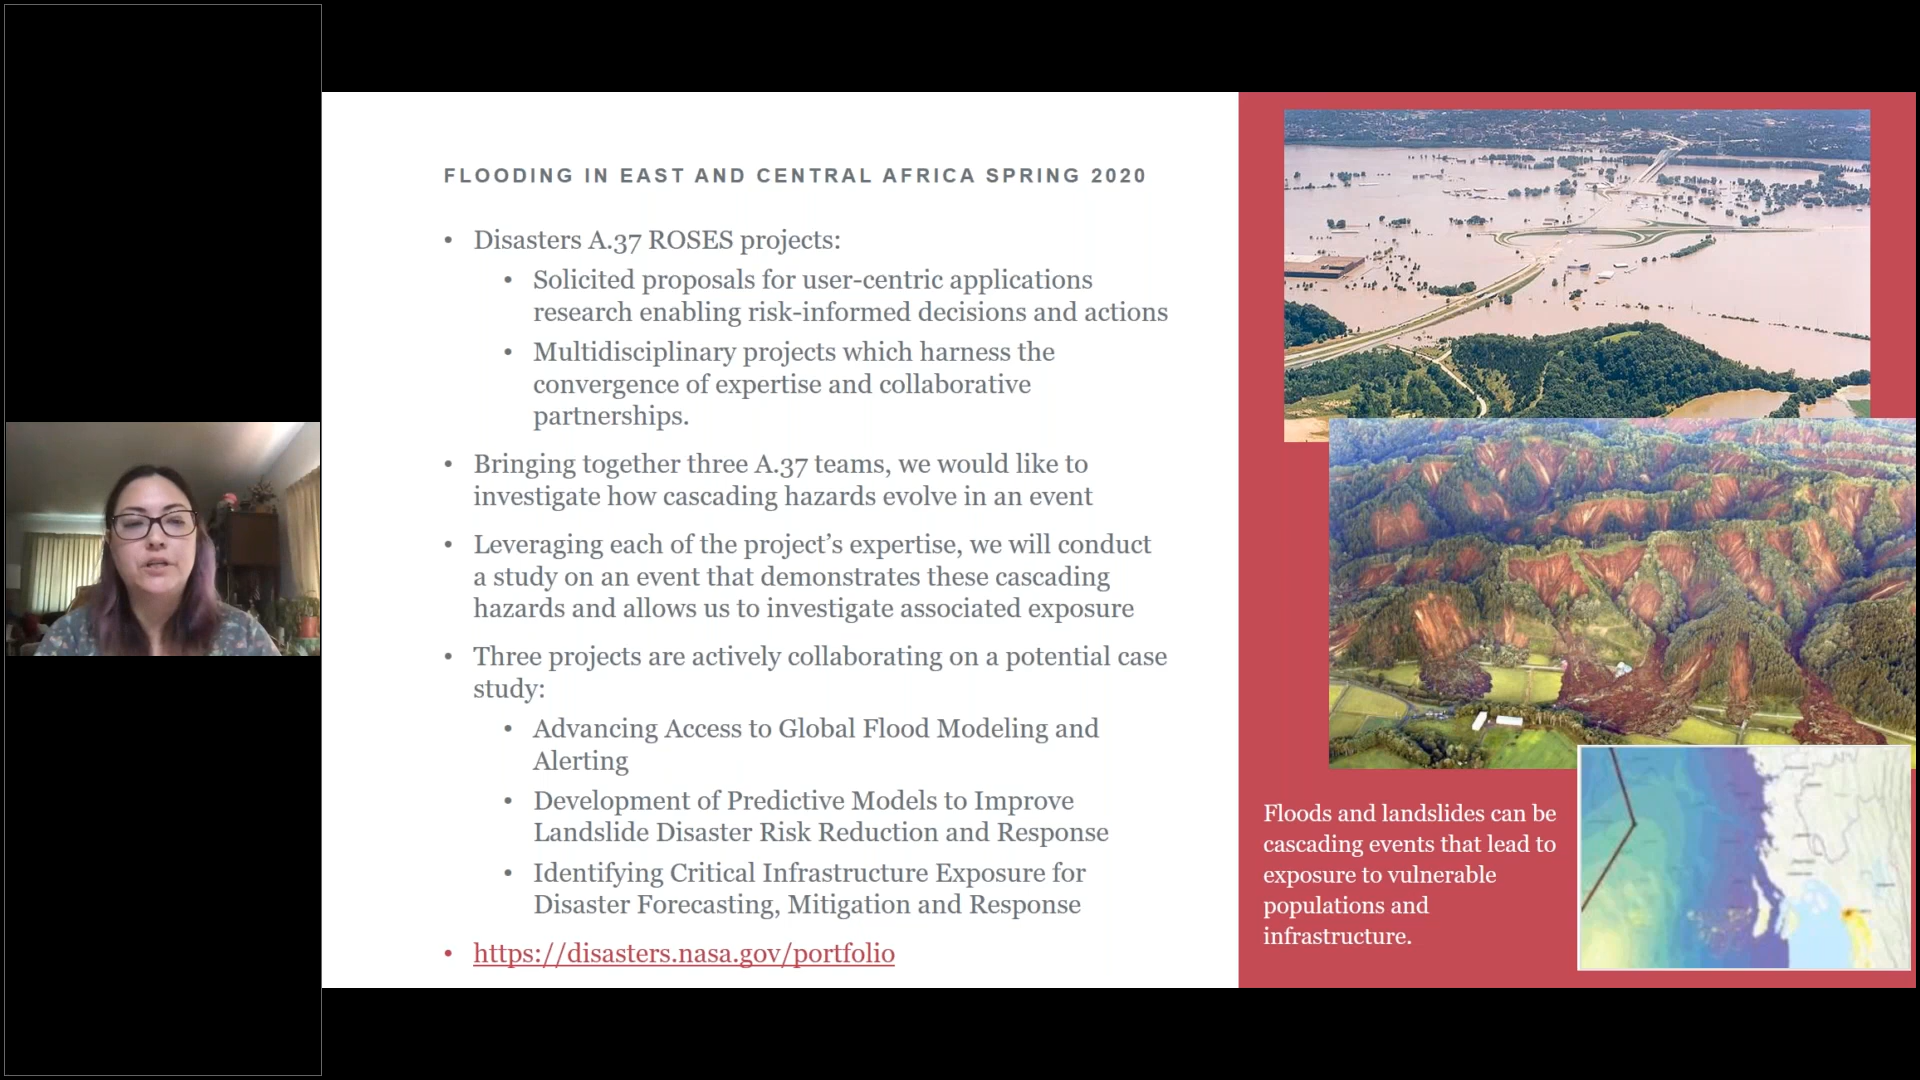 FLOODING IN EAST AND CENTRAL AFRICA SPRING 2020
• Disasters A.37 ROSES projects:
• Solicited proposals for user-centric applications
research enabling risk-informed decisions and actions
• Multidisciplinary projects which harness the
convergence of expertise and collaborative
partnerships.
• Bringing together three A.37 teams, we would like to
investigate how cascading hazards evolve in an event
• Leveraging each of the project’s expertise, we will conduct
a study on an event that demonstrates these cascading
hazards and allows us to investigate associated exposure
• Three projects are actively collaborating on a potential case
study:
• Advancing Access to Global Flood Modeling and
Alerting
• Development of Predictive Models to Improve
Landslide Disaster Risk Reduction and Response
• Identifying Critical Infrastructure Exposure for
Disaster Forecasting, Mitigation and Response
• https://disasters.nasa.gov/portfolio
Floods and landslides can be
cascading events that lead to
exposure to vulnerable
populations and
infrastructure.